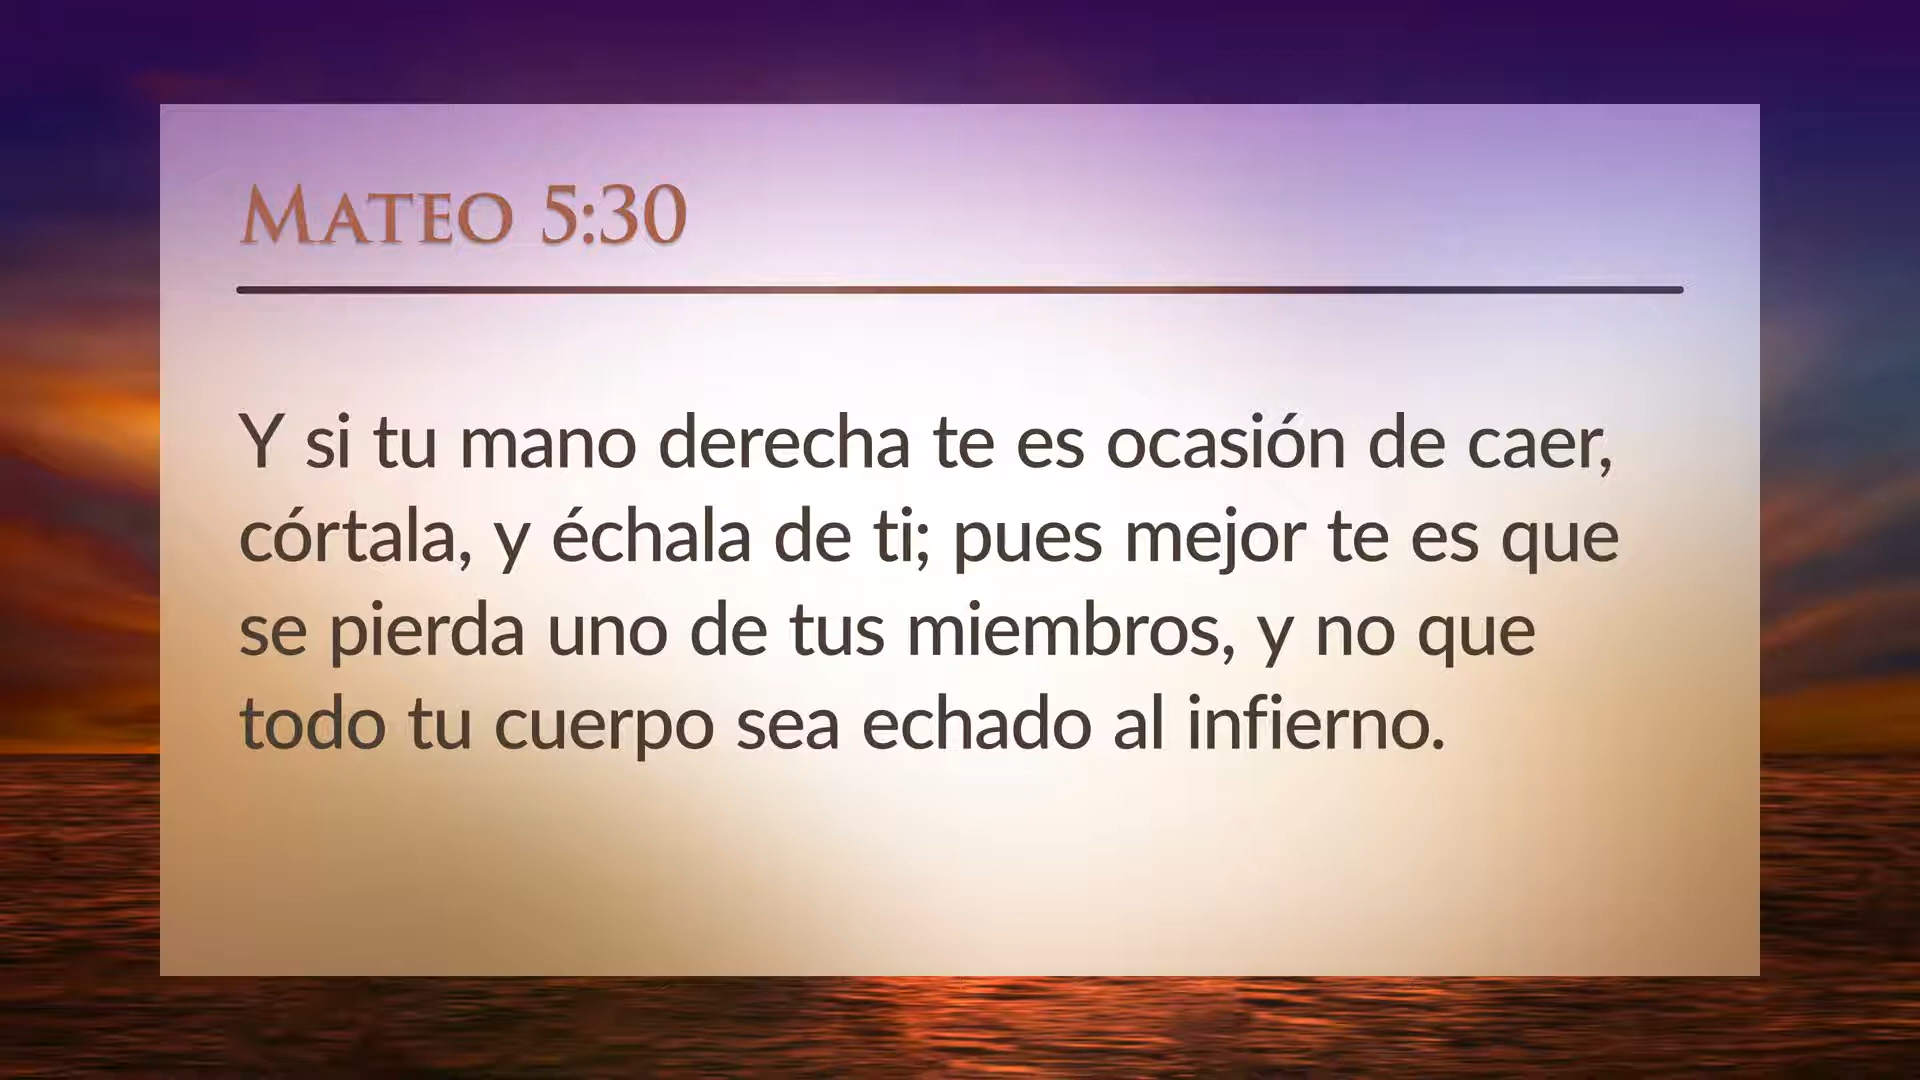 Mateo 5:30
Y si tu mano derecha te es ocasión de caer,
córtala, y échala de ti; pues mejor te es que
se pierda uno de tus miembros, y no que
todo tu cuerpo sea echado al infierno.